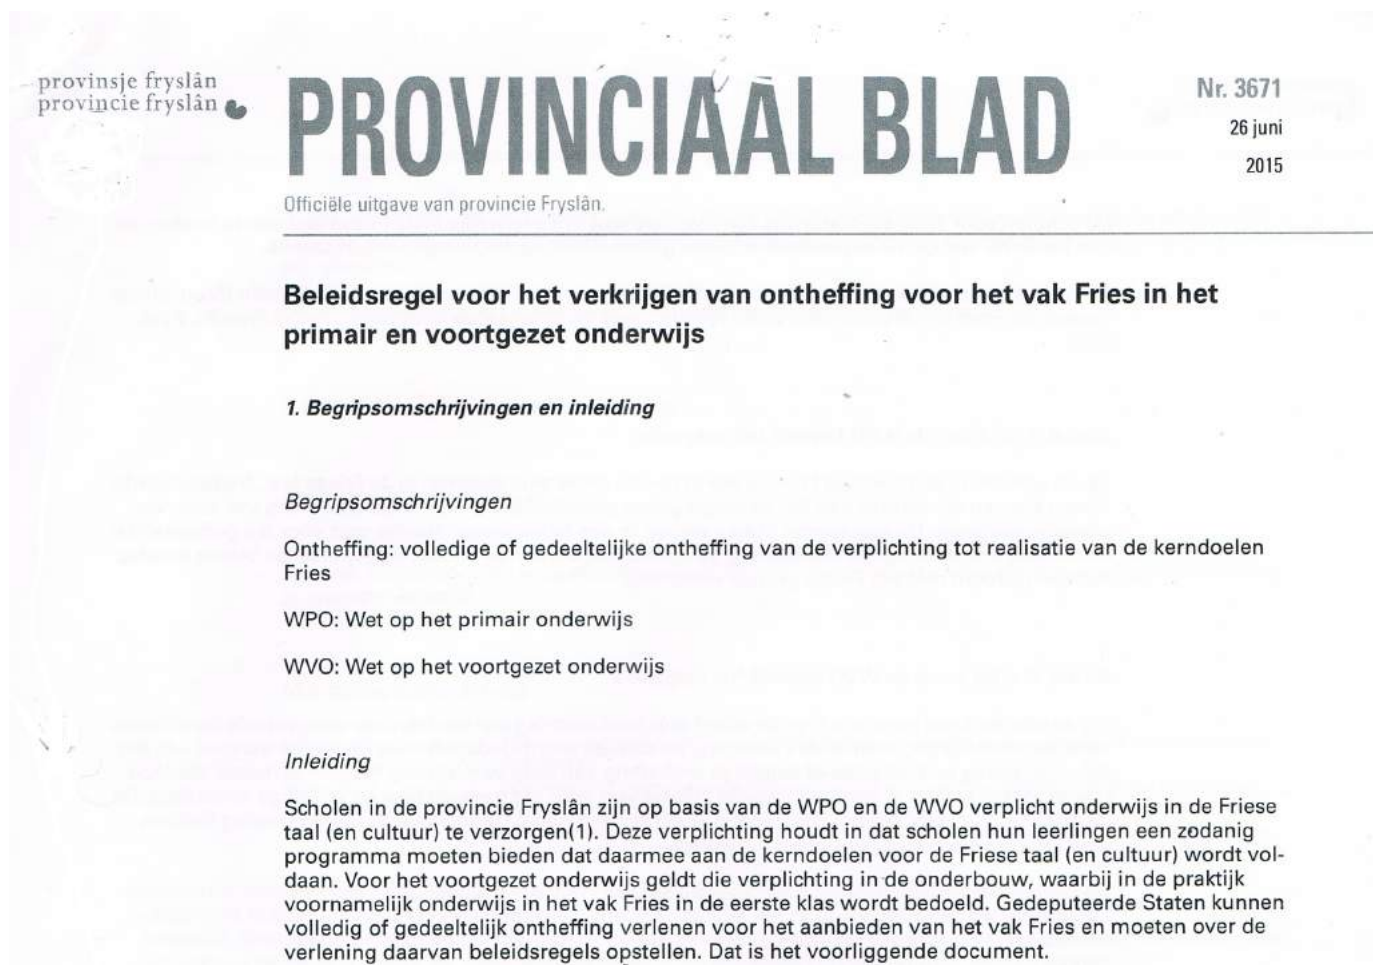 provinsje fryslân
provincie fryslân
PROVINCIAAL BLAD
Nr. 3671
26 juni
2015
Officiële uitgave van provincie Fryslân.
Beleidsregel voor het verkrijgen van ontheffing voor het vak Fries in het
primair en voortgezet onderwijs
1. Begripsomschrijvingen en inleiding
Begripsomschrijvingen
Ontheffing: volledige of gedeeltelijke ontheffing van de verplichting tot realisatie van de kerndoelen
Fries
WPO: Wet op het primair onderwijs
WVO: Wet op het voortgezet onderwijs
Inleiding
Scholen in de provincie Fryslân zijn op basis van de WPO en de WVO verplicht onderwijs in de Friese
taal (en cultuur) te verzorgen(1). Deze verplichting houdt in dat scholen hun leerlingen een zodanig
programma moeten bieden dat daarmee aan de kerndoelen voor de Friese taal (en cultuur) wordt vol-
daan. Voor het voortgezet onderwijs geldt die verplichting in de onderbouw, waarbij in de praktijk
voornamelijk onderwijs in het vak Fries in de eerste klas wordt bedoeld. Gedeputeerde Staten kunnen
volledig of gedeeltelijk ontheffing verlenen voor het aanbieden van het vak Fries en moeten over de
verlening daarvan beleidsregels opstellen. Dat is het voorliggende document.